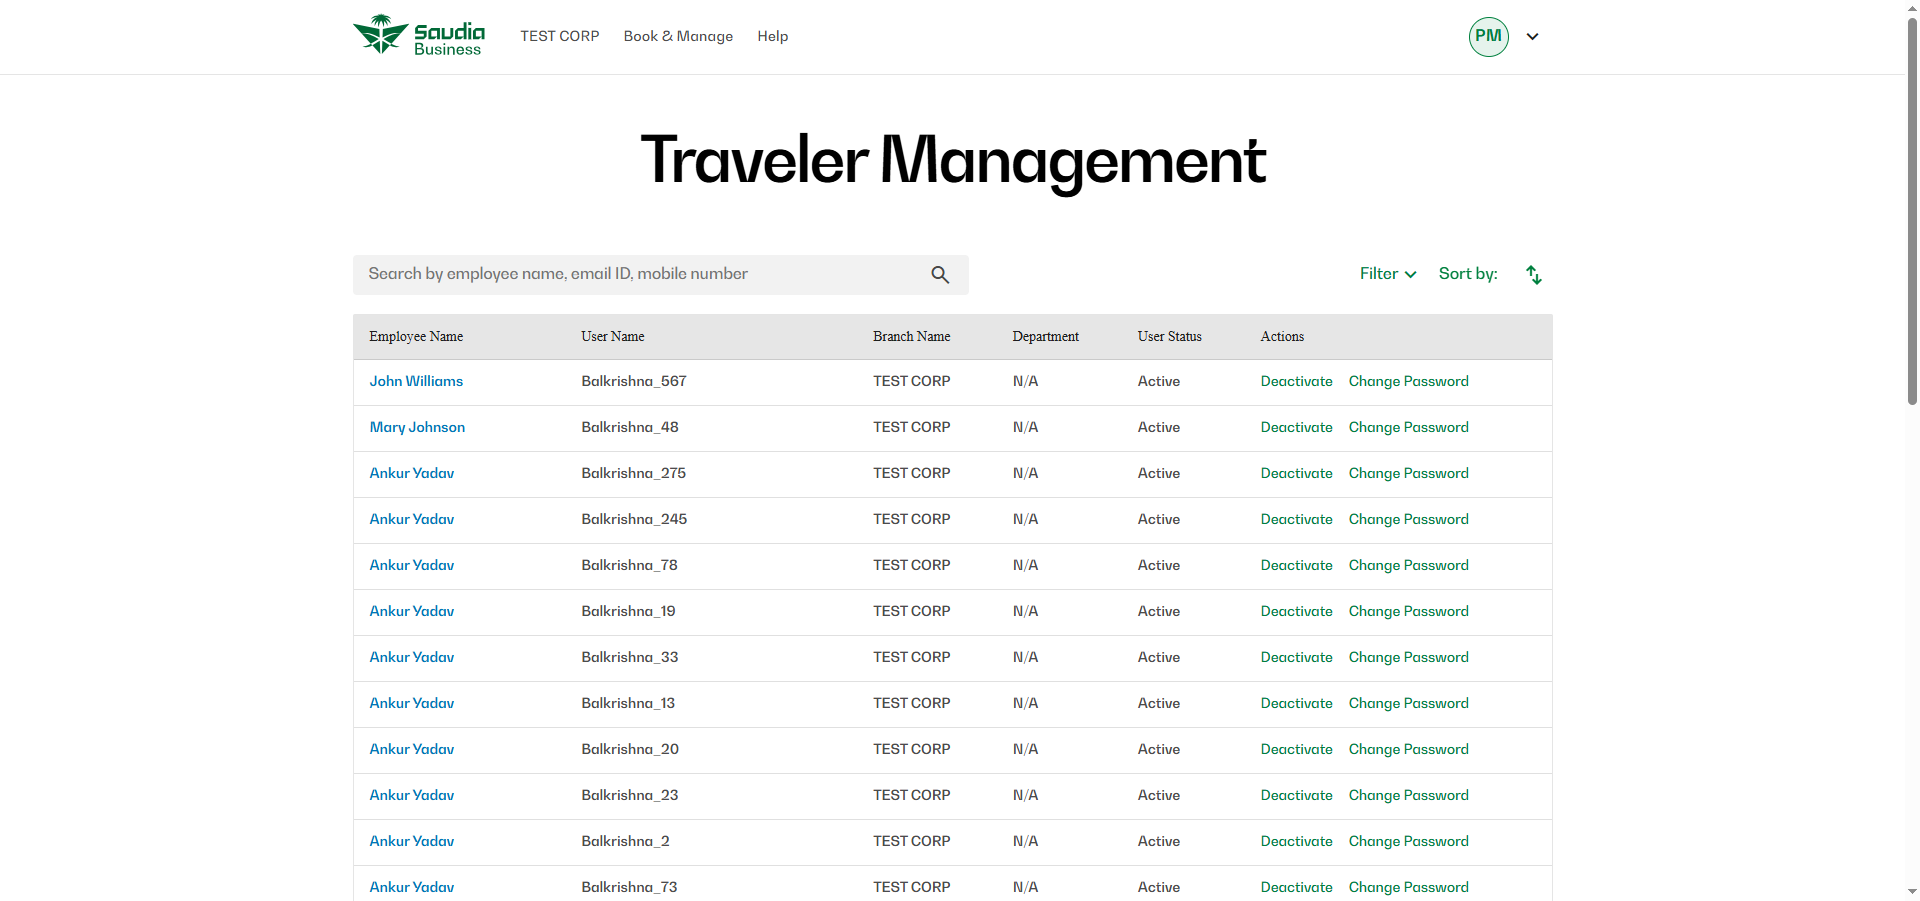 Saudia
Business
TEST CORP Book & Manage Help PM
Traveler Management
Search by employee name, email ID, mobile number Filter Sort by:
Employee Name User Name Branch Name Department User Status Actions
John Williams Balkrishna_567 TEST CORP N/A Active Deactivate Change Password
Mary Johnson Balkrishna_48 TEST CORP N/A Active Deactivate Change Password
Ankur Yadav Balkrishna_275 TEST CORP N/A Active Deactivate Change Password
Ankur Yadav Balkrishna_245 TEST CORP N/A Active Deactivate Change Password
Ankur Yadav Balkrishna_78 TEST CORP N/A Active Deactivate Change Password
Ankur Yadav Balkrishna_19 TEST CORP N/A Active Deactivate Change Password
Ankur Yadav Balkrishna_33 TEST CORP N/A Active Deactivate Change Password
Ankur Yadav Balkrishna_13 TEST CORP N/A Active Deactivate Change Password
Ankur Yadav Balkrishna_20 TEST CORP N/A Active Deactivate Change Password
Ankur Yadav Balkrishna_23 TEST CORP N/A Active Deactivate Change Password
Ankur Yadav Balkrishna_2 TEST CORP N/A Active Deactivate Change Password
Ankur Yadav Balkrishna_73 TEST CORP N/A Active Deactivate Change Password